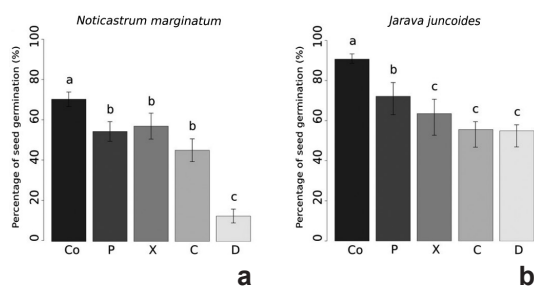 Noticastrum marginatum
Percentage of seed germination (%)
0 20 40 60 80 100
a
b
b
b
c
Co P X C D
a
Jarava juncoides
Percentage of seed germination (%)
0 20 40 60 80 100
a
b
c
c
c
Co P X C D
b